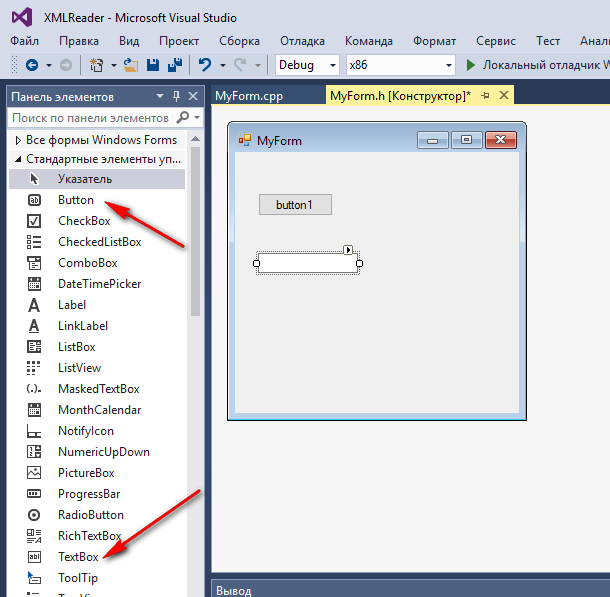 XMLReader - Microsoft Visual Studio
Файл Правка Вид Проект Сборка Отладка Команда Формат Сервис Тест Анали
Debug x86 Локальный отладчик W
Панель элементов
MyForm.cpp MyForm.h [Конструктор]*
Поиск по панели элементов
Все формы Windows Forms
Стандартные элементы уп...
Указатель
Button
CheckBox
CheckedListBox
ComboBox
DateTimePicker
Label
LinkLabel
ListBox
ListView
MaskedTextBox
MonthCalendar
NotifyIcon
NumericUpDown
PictureBox
ProgressBar
RadioButton
RichTextBox
TextBox
ToolTip
MyForm
button1
Вывод